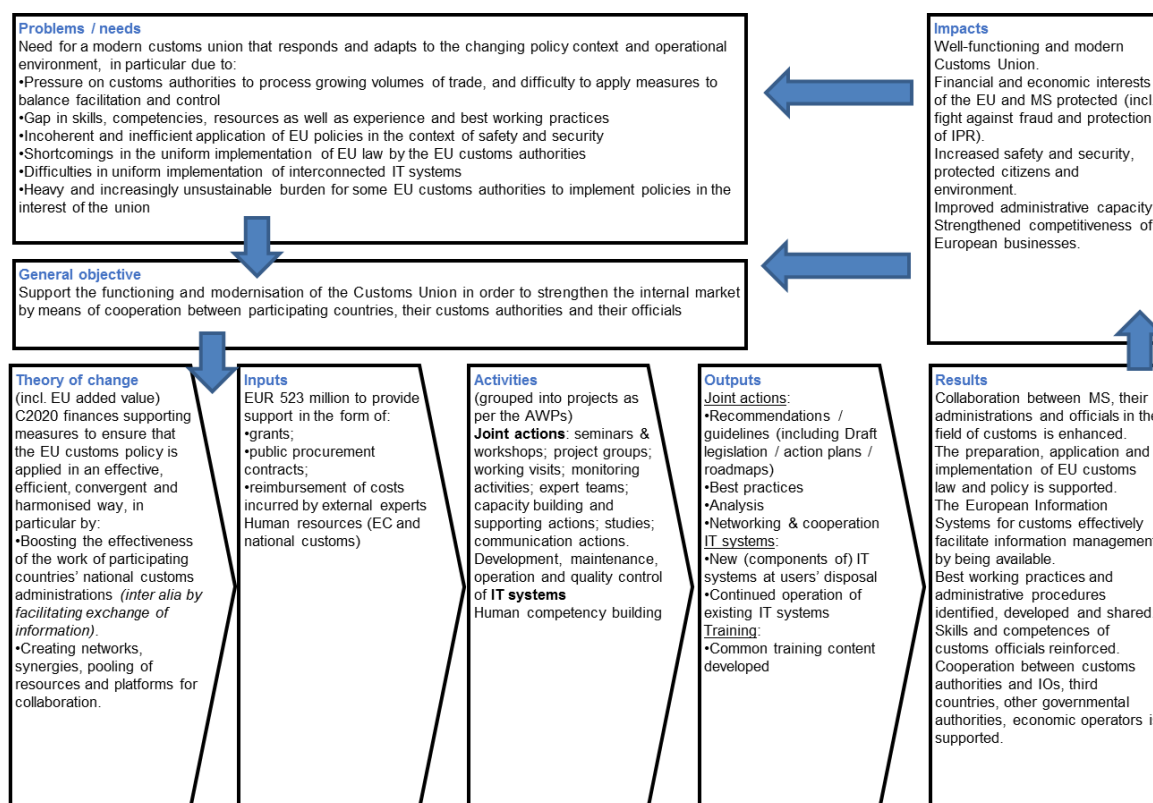 Problems / needs
Need for a modern customs union that responds and adapts to the changing policy context and operational
environment, in particular due to:
•Pressure on customs authorities to process growing volumes of trade, and difficulty to apply measures to
balance facilitation and control
•Gap in skills, competencies, resources as well as experience and best working practices
•Incoherent and inefficient application of EU policies in the context of safety and security
•Shortcomings in the uniform implementation of EU law by the EU customs authorities
•Difficulties in uniform implementation of interconnected IT systems
•Heavy and increasingly unsustainable burden for some EU customs authorities to implement policies in the
interest of the union
Impacts
Well-functioning and modern
Customs Union.
Financial and economic interests
of the EU and MS protected (incl.
fight against fraud and protection
of IPR).
Increased safety and security,
protected citizens and
environment.
Improved administrative capacity
Strengthened competitiveness of
European businesses.
General objective
Support the functioning and modernisation of the Customs Union in order to strengthen the internal market
by means of cooperation between participating countries, their customs authorities and their officials
Theory of change
(incl. EU added value)
C2020 finances supporting
measures to ensure that
the EU customs policy is
applied in an effective,
efficient, convergent and
harmonised way, in
particular by:
•Boosting the effectiveness
of the work of participating
countries' national customs
administrations (inter alia by
facilitating exchange of
information).
•Creating networks,
synergies, pooling of
resources and platforms for
collaboration.
Inputs
EUR 523 million to provide
support in the form of:
•grants;
•public procurement
contracts;
•reimbursement of costs
incurred by external experts
Human resources (EC and
national customs)
Activities
(grouped into projects as
per the AWPs)
Joint actions: seminars &
workshops; project groups;
working visits; monitoring
activities; expert teams;
capacity building and
supporting actions; studies;
communication actions.
Development, maintenance,
operation and quality control
of IT systems
Human competency building
Outputs
Joint actions:
•Recommendations /
guidelines (including Draft
legislation / action plans /
roadmaps)
•Best practices
•Analysis
•Networking & cooperation
IT systems:
•New (components of) IT
systems at users' disposal
•Continued operation of
existing IT systems
Training:
•Common training content
developed
Results
Collaboration between MS, their
administrations and officials in the
field of customs is enhanced.
The preparation, application and
implementation of EU customs
law and policy is supported.
The European Information
Systems for customs effectively
facilitate information management
by being available.
Best working practices and
administrative procedures
identified, developed and shared.
Skills and competences of
customs officials reinforced.
Cooperation between customs
authorities and IOs, third
countries, other governmental
authorities, economic operators is
supported.